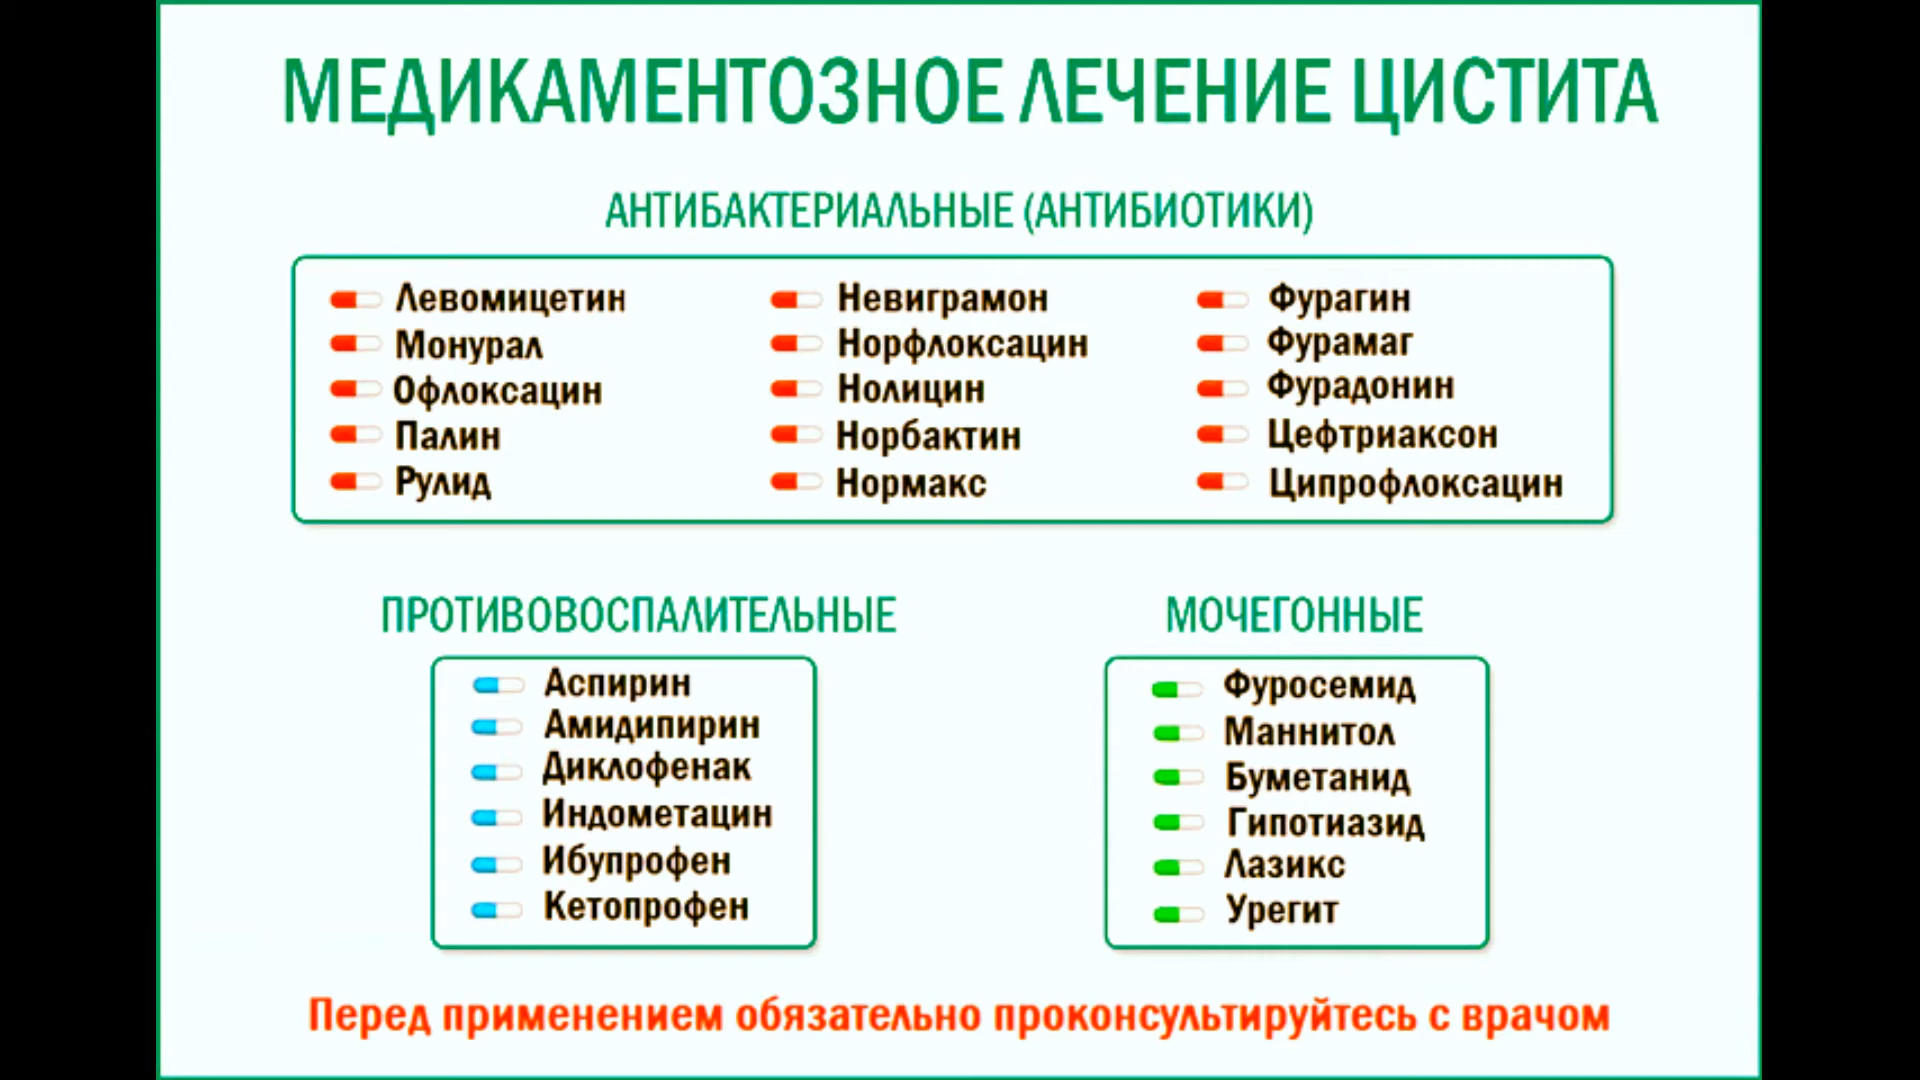 МЕДИКАМЕНТОЗНОЕ ЛЕЧЕНИЕ ЦИСТИТА
АНТИБАКТЕРИАЛЬНЫЕ (АНТИБИОТИКИ)
Левомицетин
Монурал
Офлоксацин
Палин
Рулид
Невиграмон
Норфлоксацин
Нолицин
Норбактин
Нормакс
Фурагин
Фурамаг
Фурадонин
Цефтриаксон
Ципрофлоксацин
ПРОТИВОВОСПАЛИТЕЛЬНЫЕ
Аспирин
Амидипирин
Диклофенак
Индометацин
Ибупрофен
Кетопрофен
МОЧЕГОННЫЕ
Фуросемид
Маннитол
Буметанид
Гипотиазид
Лазикс
Урегит
Перед применением обязательно проконсультируйтесь с врачом